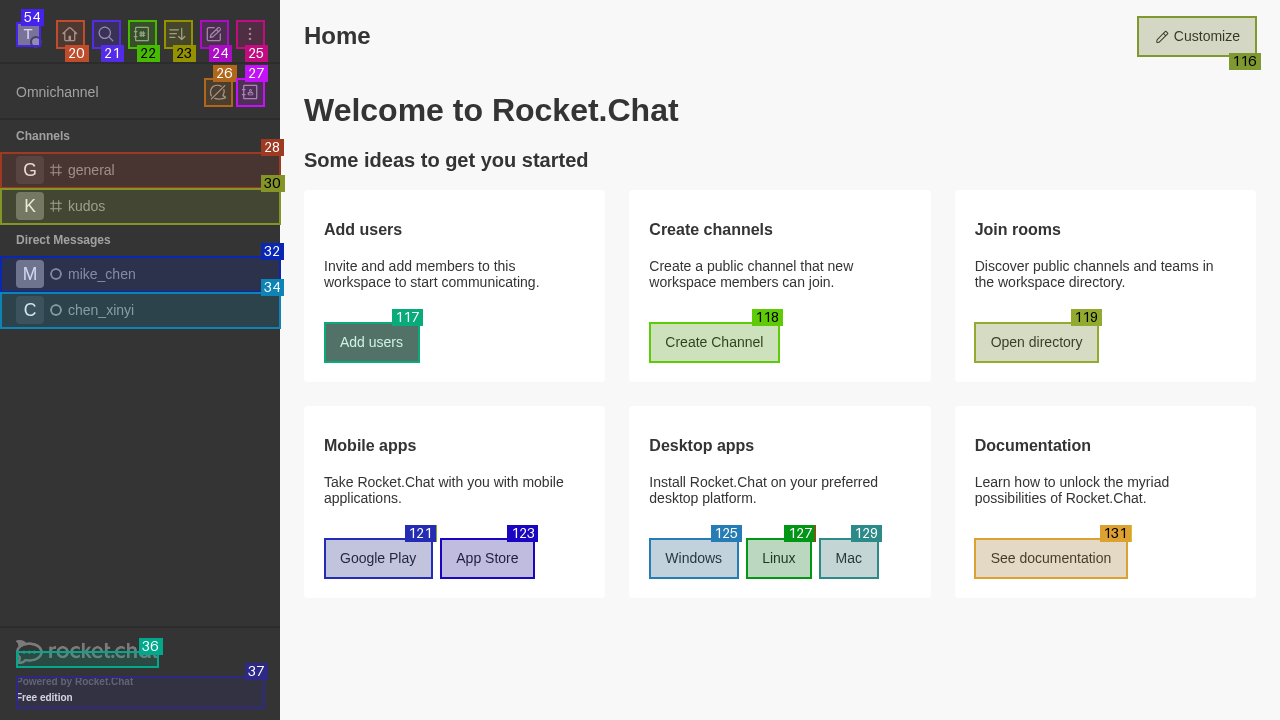 54
T
20
21
22
23
24
25
Omnichannel
26
27
Channels
28
G general
30
K kudos
Direct Messages
32
M mike_chen
34
C chen_xinyi
36
rocket.chat
37
Powered by Rocket.Chat
Free edition
Home
Customize
116
Welcome to Rocket.Chat
Some ideas to get you started
Add users
Invite and add members to this
workspace to start communicating.
117
Add users
Create channels
Create a public channel that new
workspace members can join.
118
Create Channel
Join rooms
Discover public channels and teams in
the workspace directory.
119
Open directory
Mobile apps
Take Rocket.Chat with you with mobile
applications.
121
123
Google Play
App Store
Desktop apps
Install Rocket.Chat on your preferred
desktop platform.
125
127
129
Windows
Linux
Mac
Documentation
Learn how to unlock the myriad
possibilities of Rocket.Chat.
131
See documentation